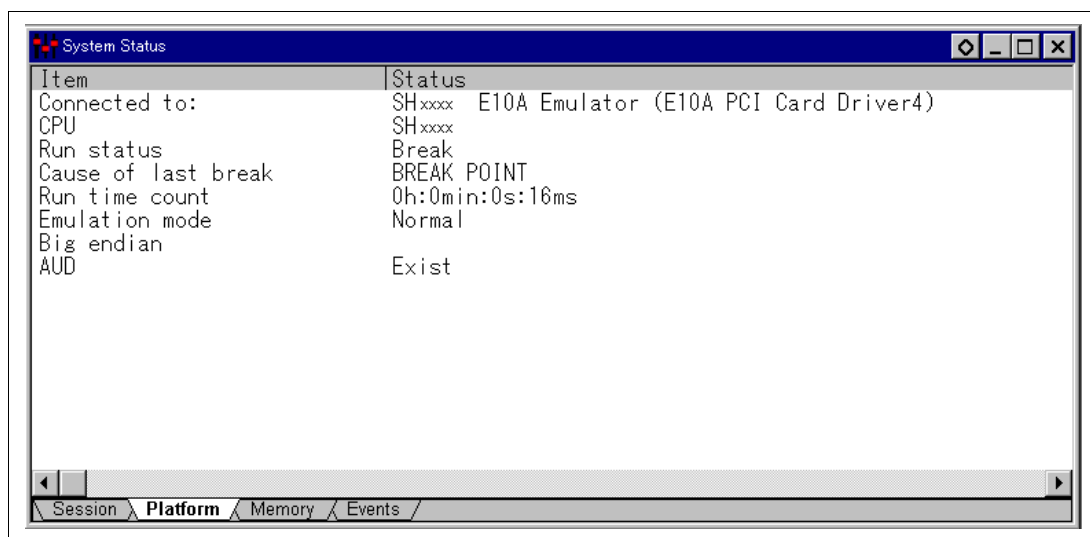 System Status
Item Status
Connected to: SHxxxx E10A Emulator (E10A PCI Card Driver4)
CPU SHxxxx
Run status Break
Cause of last break BREAK POINT
Run time count 0h:0min:0s:16ms
Emulation mode Normal
Big endian
AUD Exist
Session Platform Memory Events